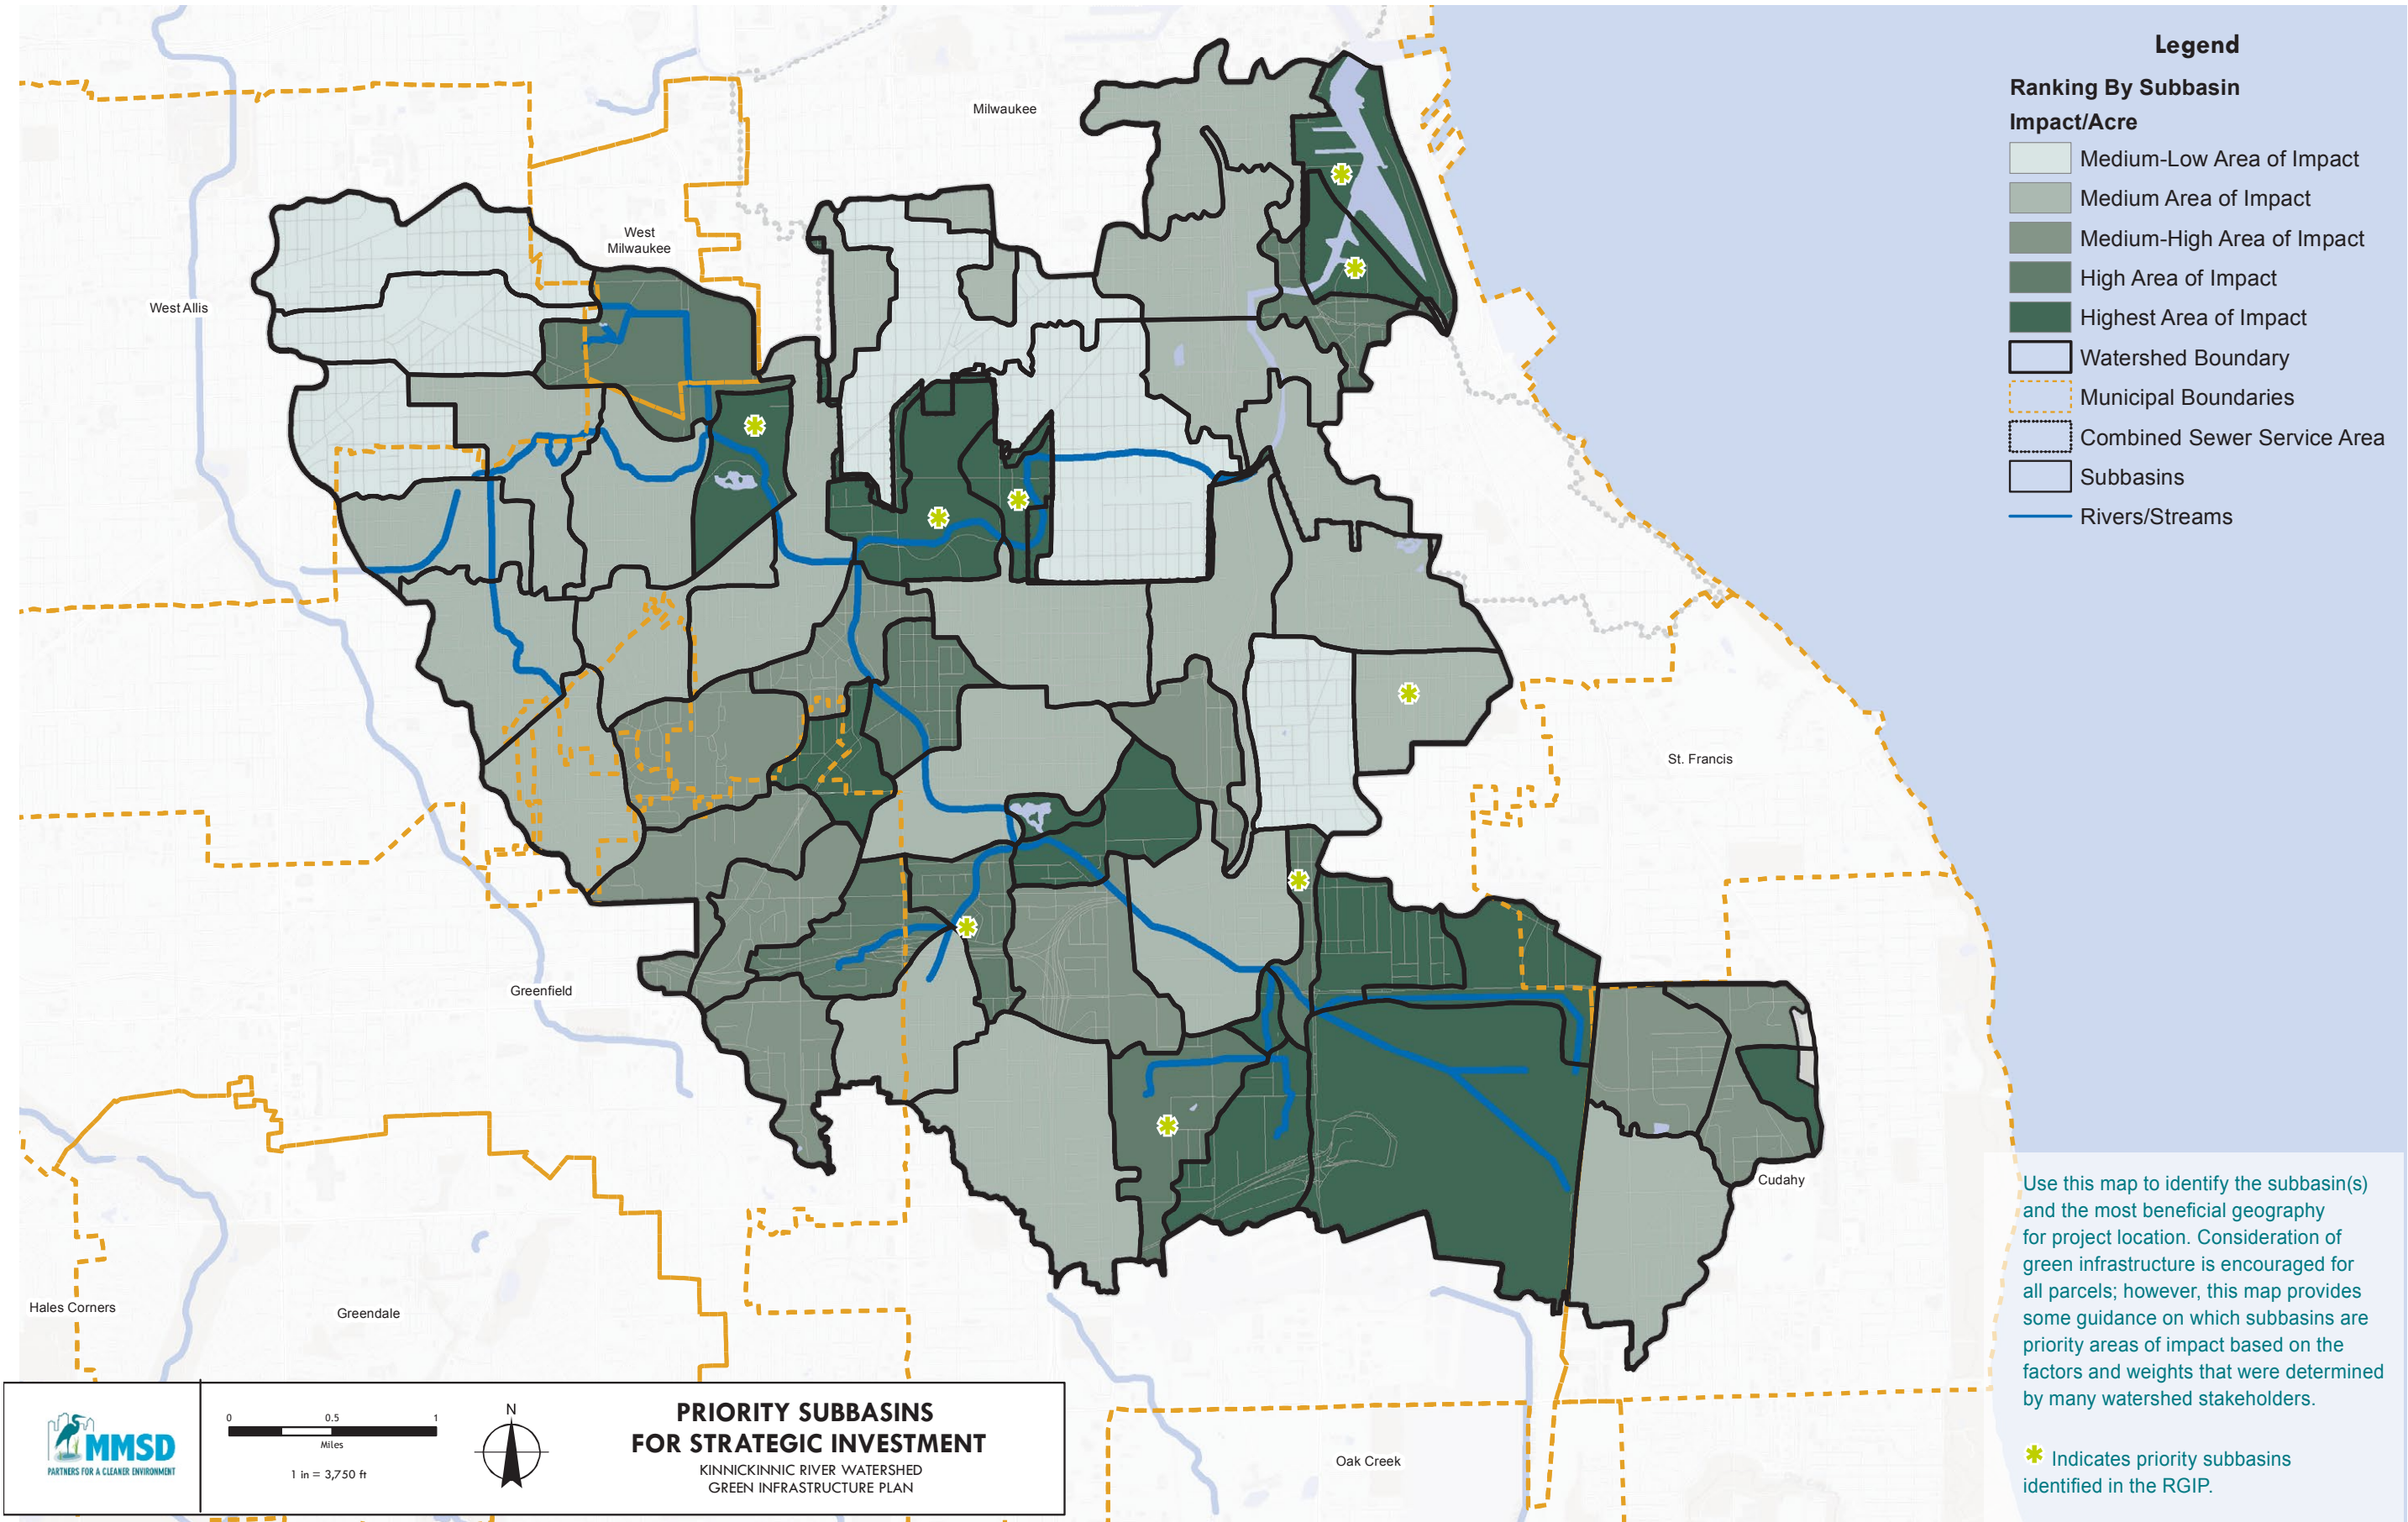 Milwaukee
West
Milwaukee
West Allis
St. Francis
Greenfield
Cudahy
Hales Corners
Greendale
Oak Creek
Legend
Ranking By Subbasin
Impact/Acre
Medium-Low Area of Impact
Medium Area of Impact
Medium-High Area of Impact
High Area of Impact
Highest Area of Impact
Watershed Boundary
Municipal Boundaries
Combined Sewer Service Area
Subbasins
Rivers/Streams
Use this map to identify the subbasin(s)
and the most beneficial geography
for project location. Consideration of
green infrastructure is encouraged for
all parcels; however, this map provides
some guidance on which subbasins are
priority areas of impact based on the
factors and weights that were determined
by many watershed stakeholders.
Indicates priority subbasins
identified in the RGIP.
MMSD
PARTNERS FOR A CLEANER ENVIRONMENT
0 0.5 1
Miles
1 in = 3,750 ft
N
PRIORITY SUBBASINS
FOR STRATEGIC INVESTMENT
KINNICKINNIC RIVER WATERSHED
GREEN INFRASTRUCTURE PLAN